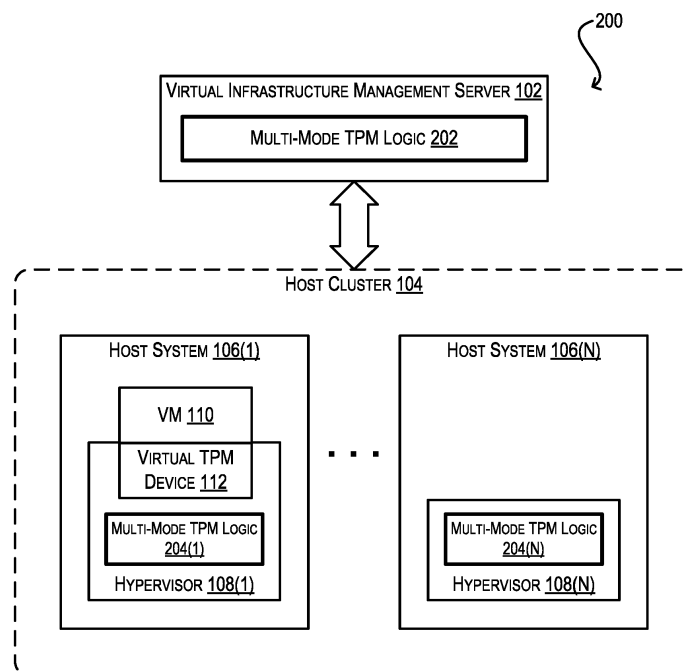 200
VIRTUAL INFRASTRUCTURE MANAGEMENT SERVER 102
MULTI-MODE TPM LOGIC 202
HOST CLUSTER 104
HOST SYSTEM 106(1)
VM 110
VIRTUAL TPM
DEVICE 112
MULTI-MODE TPM LOGIC
204(1)
HYPERVISOR 108(1)
. . .
HOST SYSTEM 106(N)
MULTI-MODE TPM LOGIC
204(N)
HYPERVISOR 108(N)